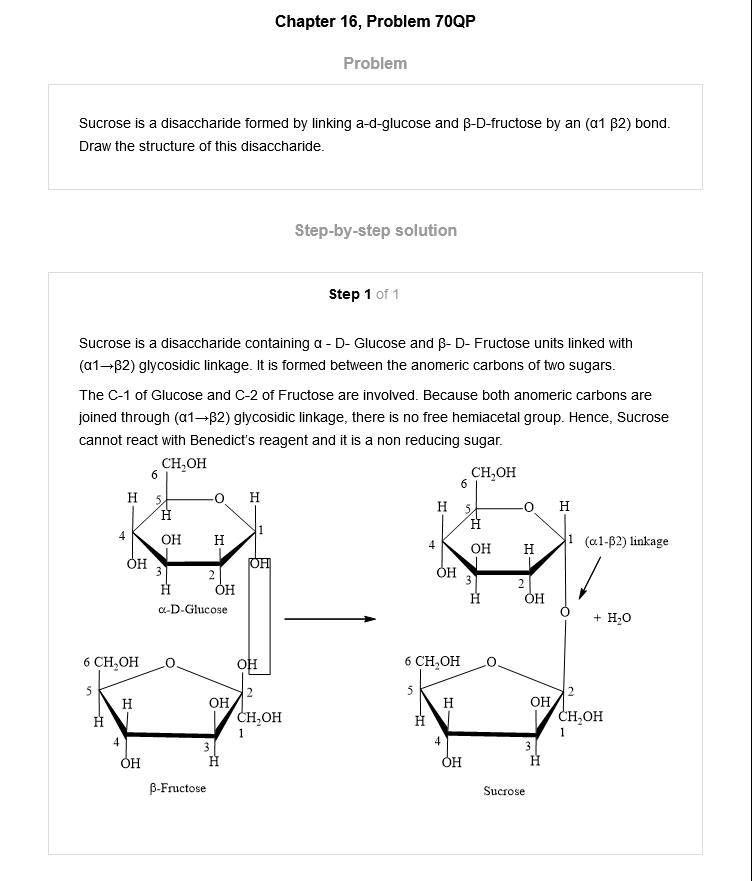 Chapter 16, Problem 70QP
Problem
Sucrose is a disaccharide formed by linking a-d-glucose and β-D-fructose by an (α1 β2) bond.
Draw the structure of this disaccharide.
Step-by-step solution
Step 1 of 1
Sucrose is a disaccharide containing α - D- Glucose and β- D- Fructose units linked with
(α1→β2) glycosidic linkage. It is formed between the anomeric carbons of two sugars.
The C-1 of Glucose and C-2 of Fructose are involved. Because both anomeric carbons are
joined through (α1→β2) glycosidic linkage, there is no free hemiacetal group. Hence, Sucrose
cannot react with Benedict's reagent and it is a non reducing sugar.
CH₂OH
6
H 5 O H
H
4 OH H 1
OH 3 2 OH
H OH
α-D-Glucose
6 CH₂OH O OH
5 2
H H OH CH₂OH
4 3 1
OH H
β-Fructose
CH₂OH
6
H 5 O H
H
4 OH H 1 (α1-β2) linkage
OH 3 2
H OH
O + H₂O
6 CH₂OH O
5 2
H H OH CH₂OH
4 3 1
OH H
Sucrose